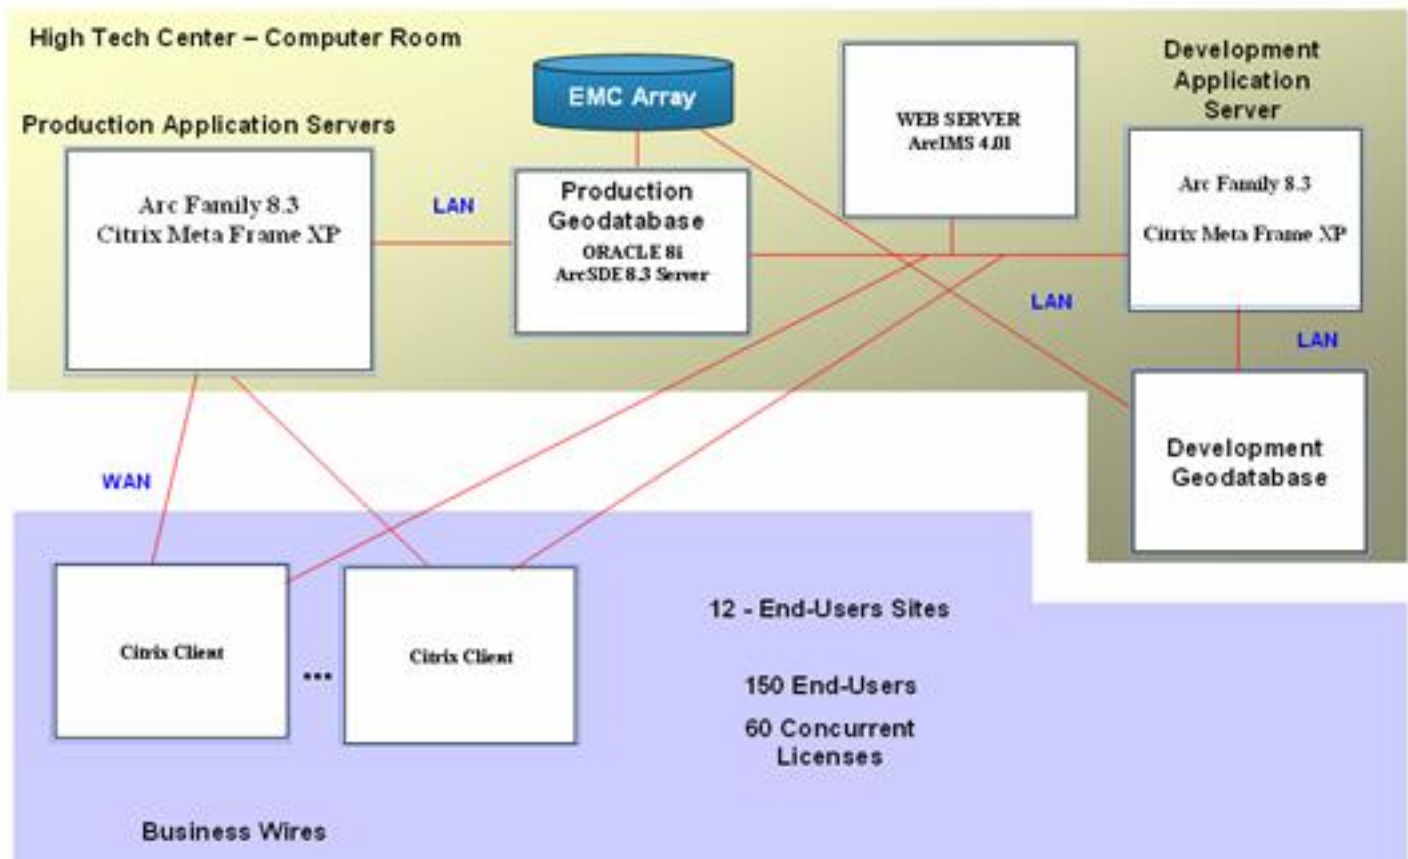 High Tech Center – Computer Room
Production Application Servers
Arc Family 8.3
Citrix Meta Frame XP
LAN
EMC Array
Production
Geodatabase
ORACLE 8i
ArcSDE 8.3 Server
WEB SERVER
ArcIMS 4.01
Development
Application
Server
Arc Family 8.3
Citrix Meta Frame XP
LAN
LAN
Development
Geodatabase
WAN
Citrix Client
...
Citrix Client
12 - End-Users Sites
150 End-Users
60 Concurrent
Licenses
Business Wires